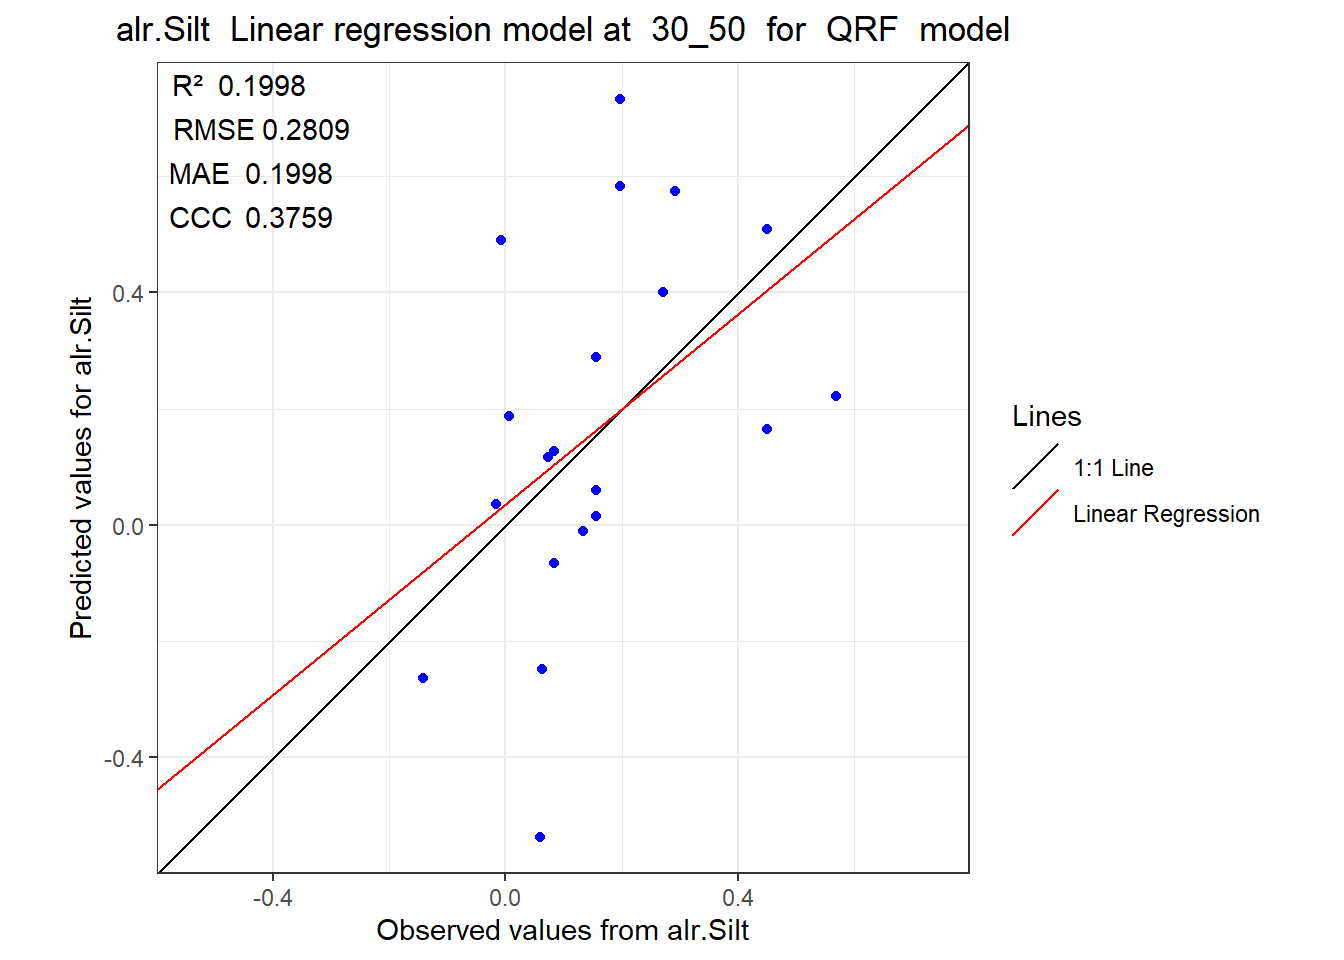 alr.Silt Linear regression model at 30_50 for QRF model
R² 0.1998
RMSE 0.2809
MAE 0.1998
CCC 0.3759
0.4
0.0
-0.4
Predicted values for alr.Silt
-0.4 0.0 0.4
Observed values from alr.Silt
Lines
1:1 Line
Linear Regression